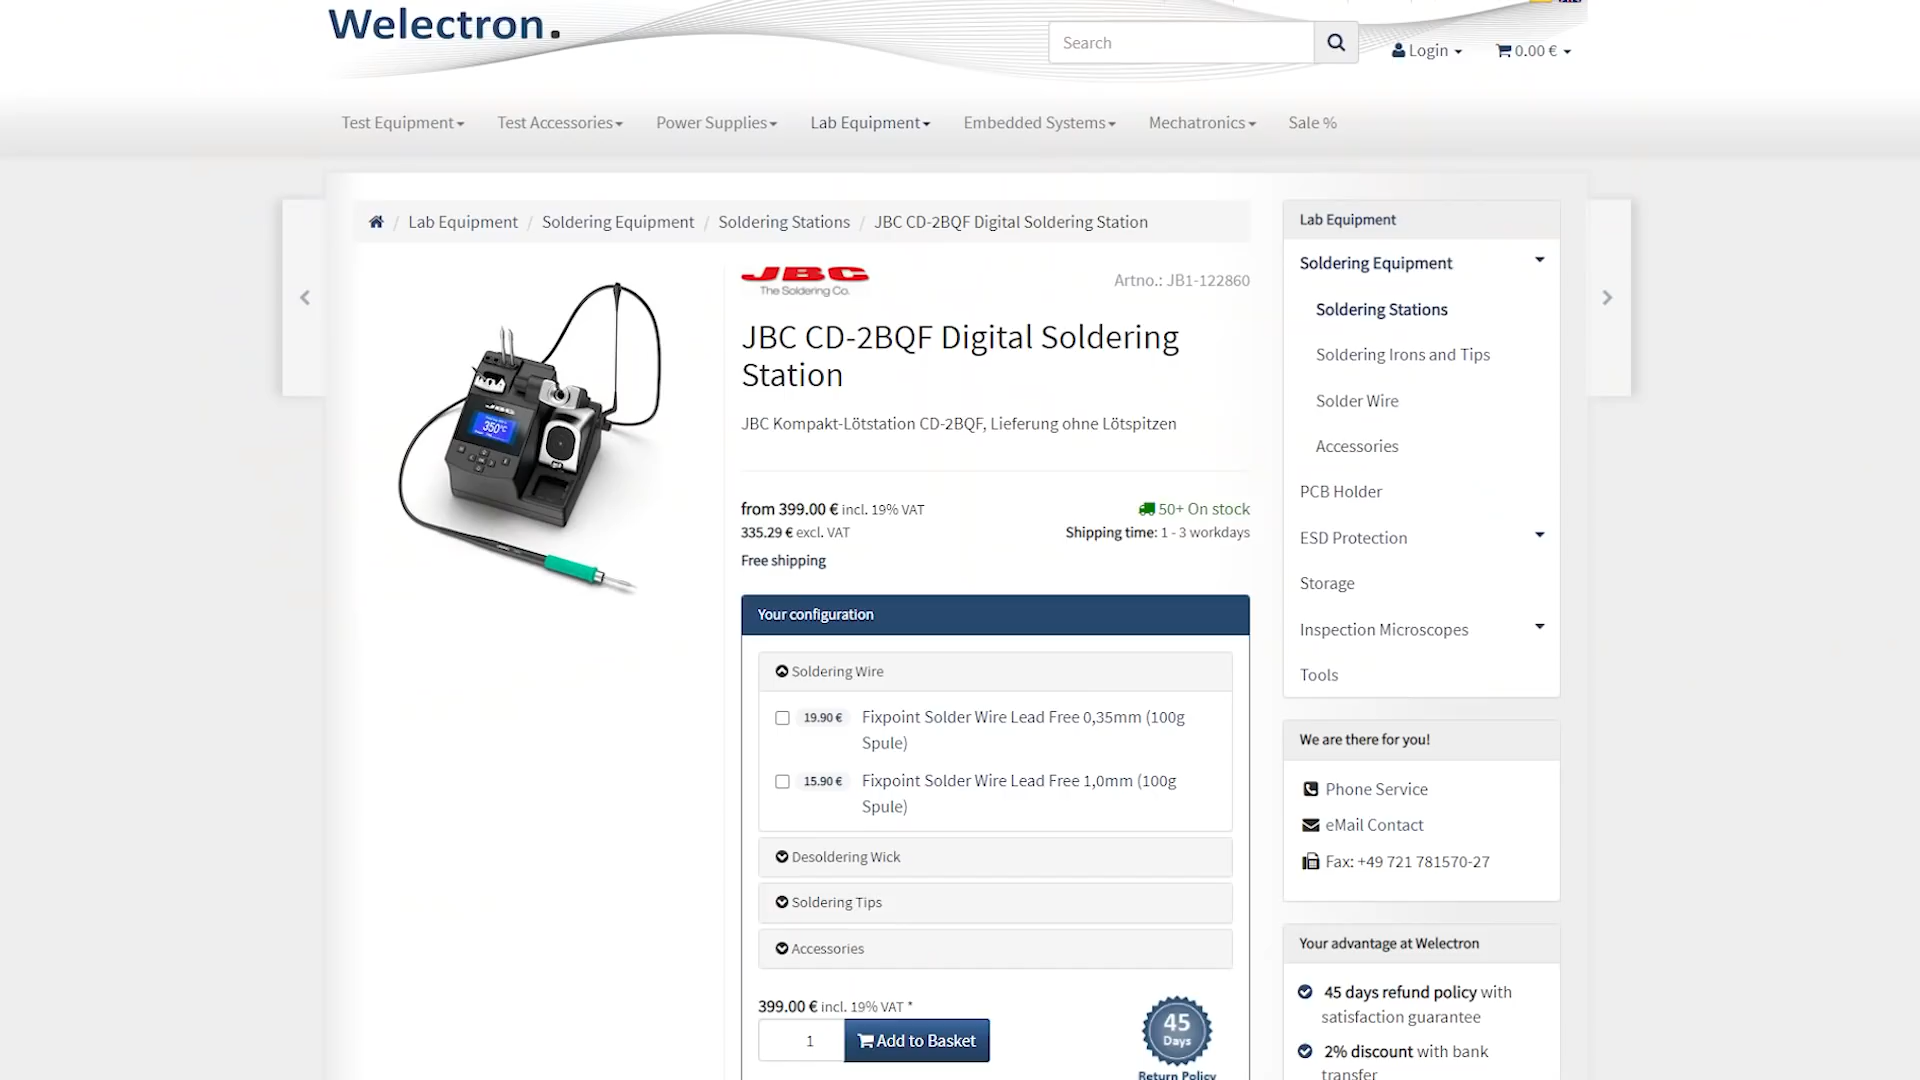 Welectron.
Search
Login
0.00 €
Test Equipment
Test Accessories
Power Supplies
Lab Equipment
Embedded Systems
Mechatronics
Sale %
/ Lab Equipment / Soldering Equipment / Soldering Stations / JBC CD-2BQF Digital Soldering Station
JBC
The Soldering Co.
Artno.: JB1-122860
JBC CD-2BQF Digital Soldering
Station
JBC Kompakt-Lötstation CD-2BQF, Lieferung ohne Lötspitzen
from 399.00 € incl. 19% VAT
335.29 € excl. VAT
Free shipping
50+ On stock
Shipping time: 1 - 3 workdays
JBC
350°C
Your configuration
Soldering Wire
19.90 € Fixpoint Solder Wire Lead Free 0,35mm (100g
Spule)
15.90 € Fixpoint Solder Wire Lead Free 1,0mm (100g
Spule)
Desoldering Wick
Soldering Tips
Accessories
399.00 € incl. 19% VAT *
1
Add to Basket
45
Days
Return Policy
Lab Equipment
Soldering Equipment
Soldering Stations
Soldering Irons and Tips
Solder Wire
Accessories
PCB Holder
ESD Protection
Storage
Inspection Microscopes
Tools
We are there for you!
Phone Service
eMail Contact
Fax: +49 721 781570-27
Your advantage at Welectron
45 days refund policy with
satisfaction guarantee
2% discount with bank
transfer